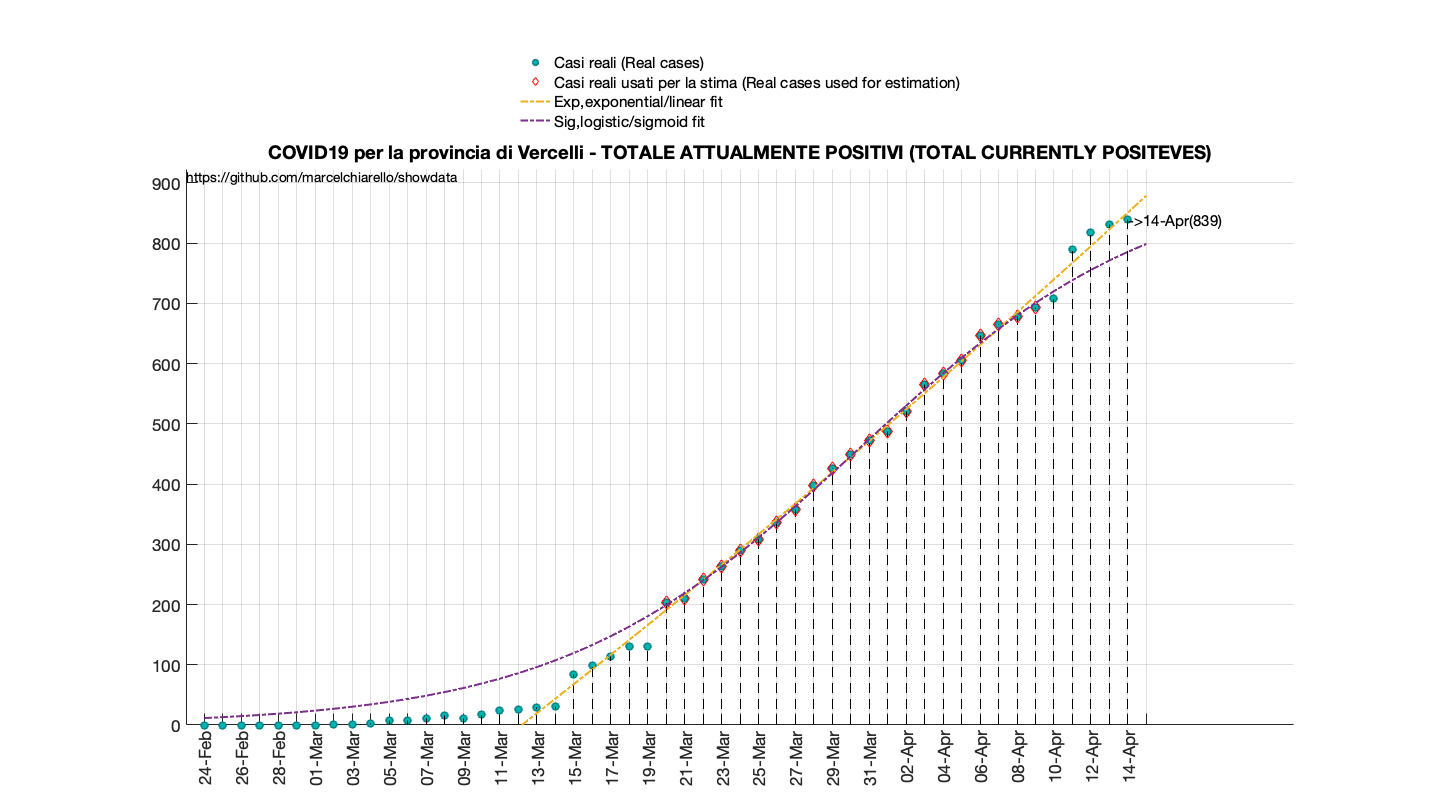 Casi reali (Real cases)
Casi reali usati per la stima (Real cases used for estimation)
Exp,exponential/linear fit
Sig,logistic/sigmoid fit
COVID19 per la provincia di Vercelli - TOTALE ATTUALMENTE POSITIVI (TOTAL CURRENTLY POSITEVES)
https://github.com/marcelchiarello/showdata
900
800
700
600
500
400
300
200
100
0
->14-Apr(839)
24-Feb
26-Feb
28-Feb
01-Mar
03-Mar
05-Mar
07-Mar
09-Mar
11-Mar
13-Mar
15-Mar
17-Mar
19-Mar
21-Mar
23-Mar
25-Mar
27-Mar
29-Mar
31-Mar
02-Apr
04-Apr
06-Apr
08-Apr
10-Apr
12-Apr
14-Apr